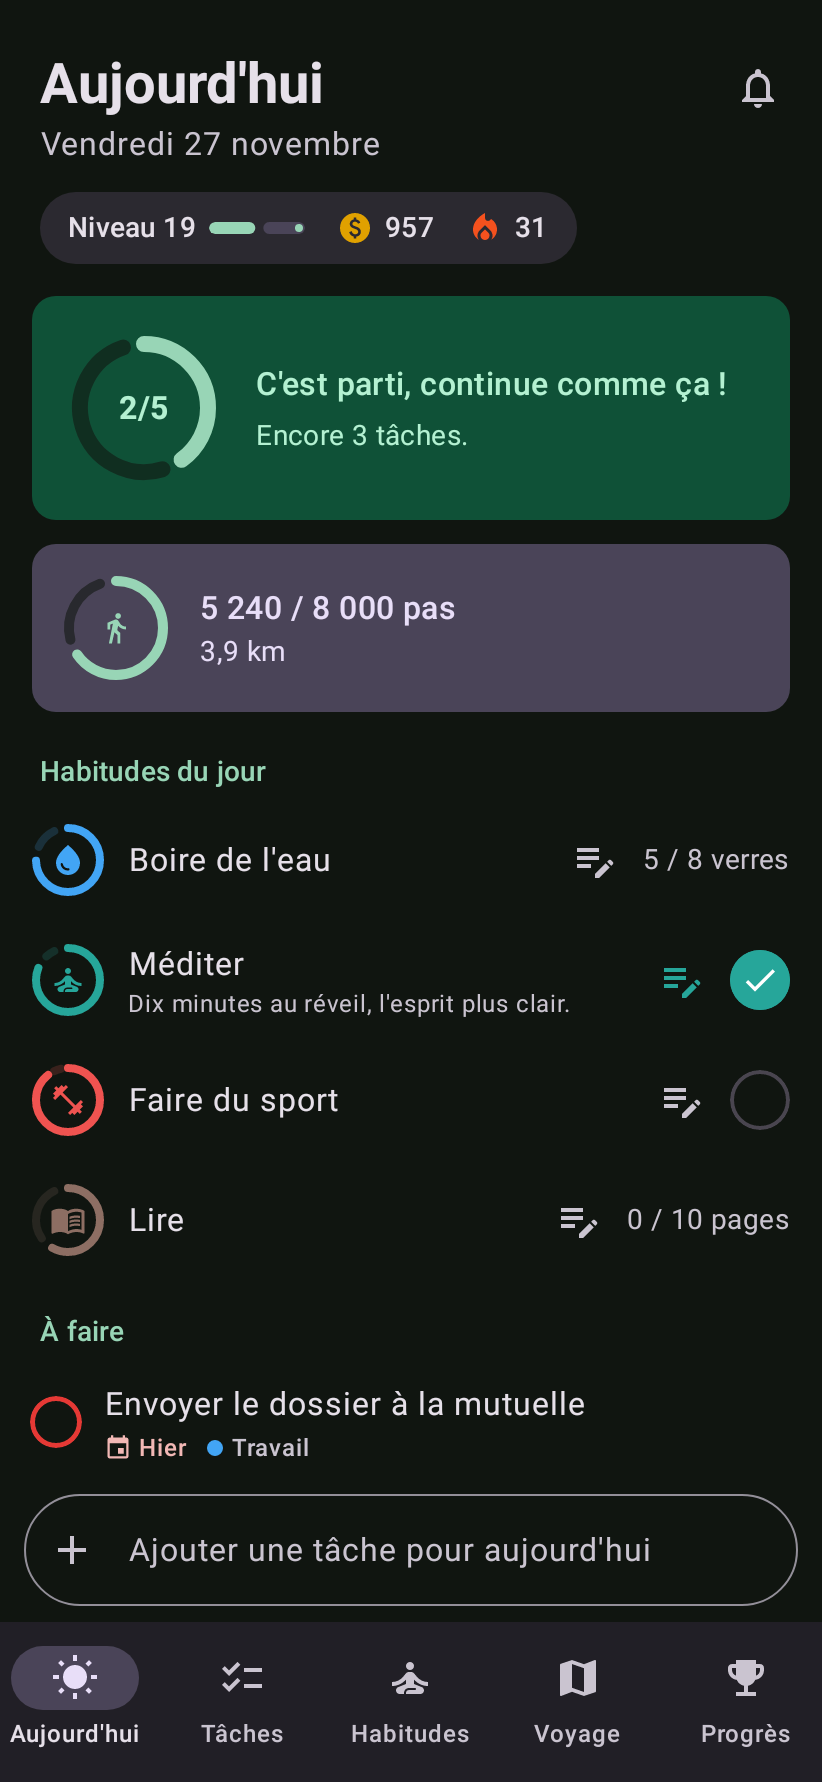 Aujourd'hui
Vendredi 27 novembre
Niveau 19 957 31
2/5
C'est parti, continue comme ça !
Encore 3 tâches.
5 240 / 8 000 pas
3,9 km
Habitudes du jour
Boire de l'eau 5 / 8 verres
Méditer
Dix minutes au réveil, l'esprit plus clair.
Faire du sport
Lire 0 / 10 pages
À faire
Envoyer le dossier à la mutuelle
Hier Travail
Ajouter une tâche pour aujourd'hui
Aujourd'hui Tâches Habitudes Voyage Progrès